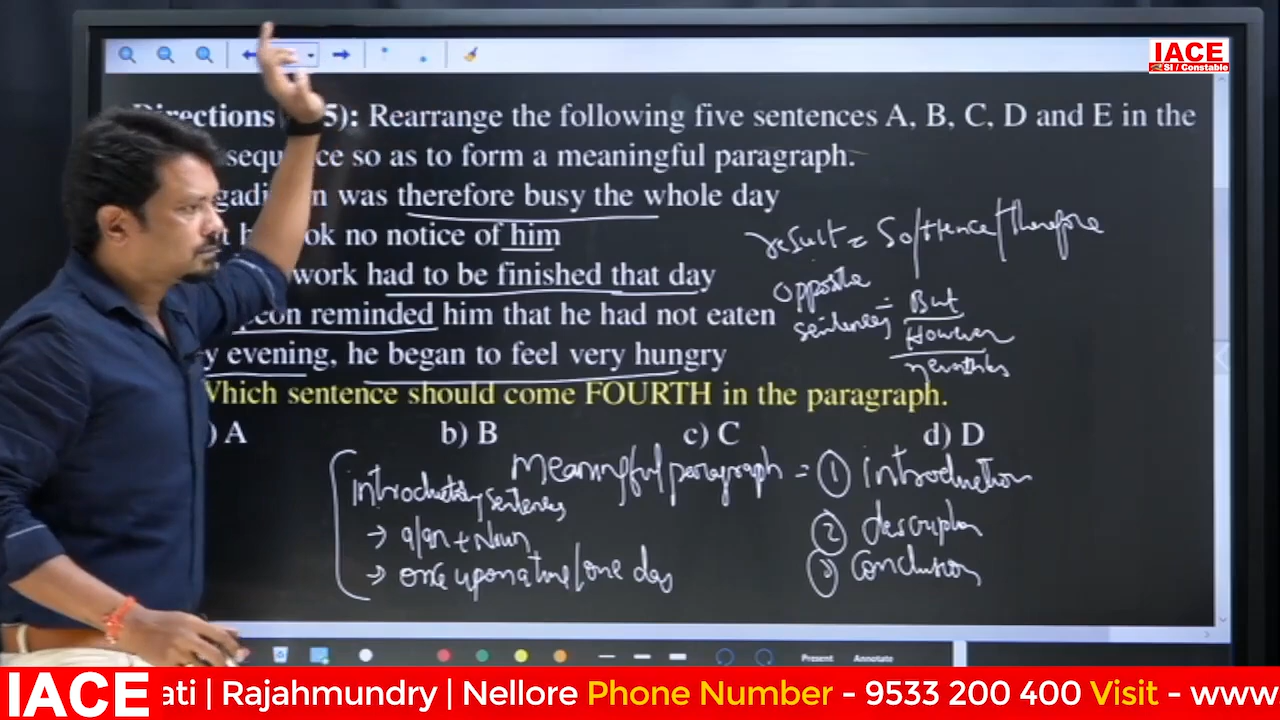 IACE
SI / Constable
Directions 5): Rearrange the following five sentences A, B, C, D and E in the
so as to form a meaningful paragraph.
was therefore busy the whole day
no notice of him
work had to be finished that day
reminded him that he had not eaten
evening, he began to feel very hungry
Which sentence should come FOURTH in the paragraph.
) A b) B c) C d) D
result = So/Hence/therefore
opposite
sentences =
But
However
Meaningful paragraph = ① introduction
② description
③ Conclusion
introductory sentences
→ a/an + Noun
→ once upon a time/one day
Present Annotate
IACE ati | Rajahmundry | Nellore Phone Number - 9533 200 400 Visit - www